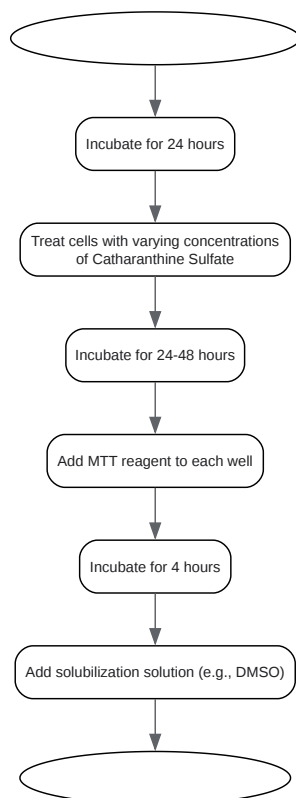 Incubate for 24 hours
Treat cells with varying concentrations
of Catharanthine Sulfate
Incubate for 24-48 hours
Add MTT reagent to each well
Incubate for 4 hours
Add solubilization solution (e.g., DMSO)